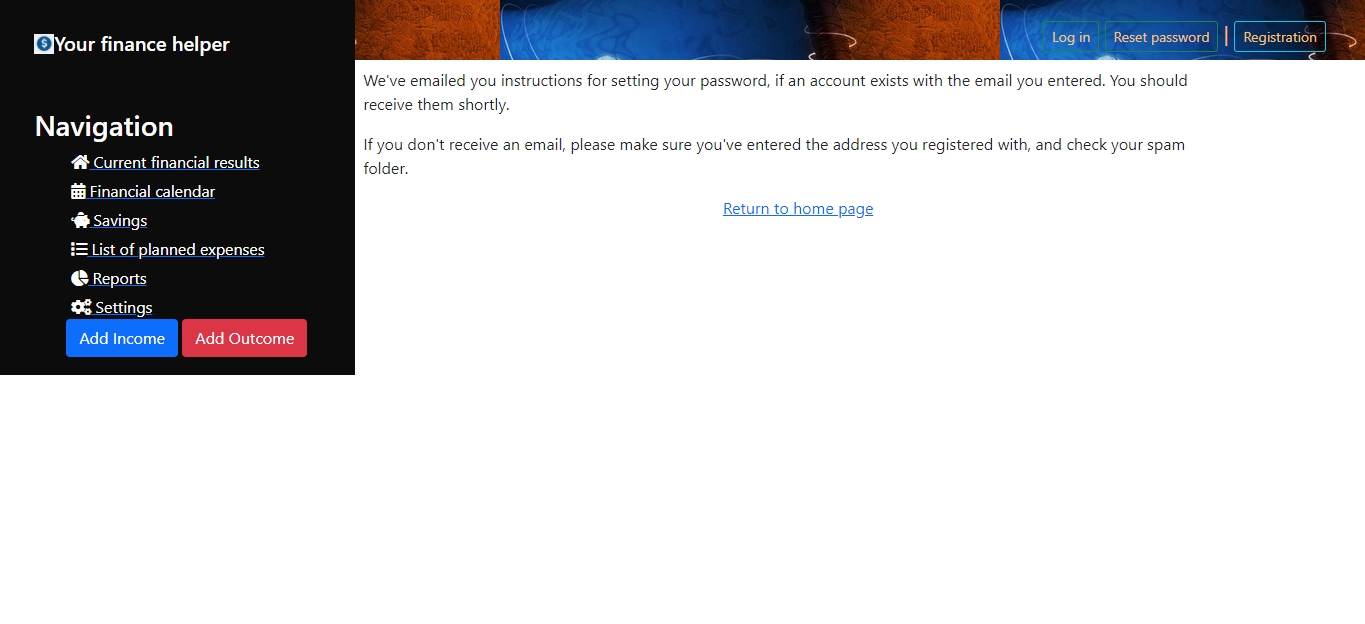 Your finance helper
Log in
Reset password
|
Registration
We've emailed you instructions for setting your password, if an account exists with the email you entered. You should
receive them shortly.
If you don't receive an email, please make sure you've entered the address you registered with, and check your spam
folder.
Return to home page
Navigation
Current financial results
Financial calendar
Savings
List of planned expenses
Reports
Settings
Add Income
Add Outcome